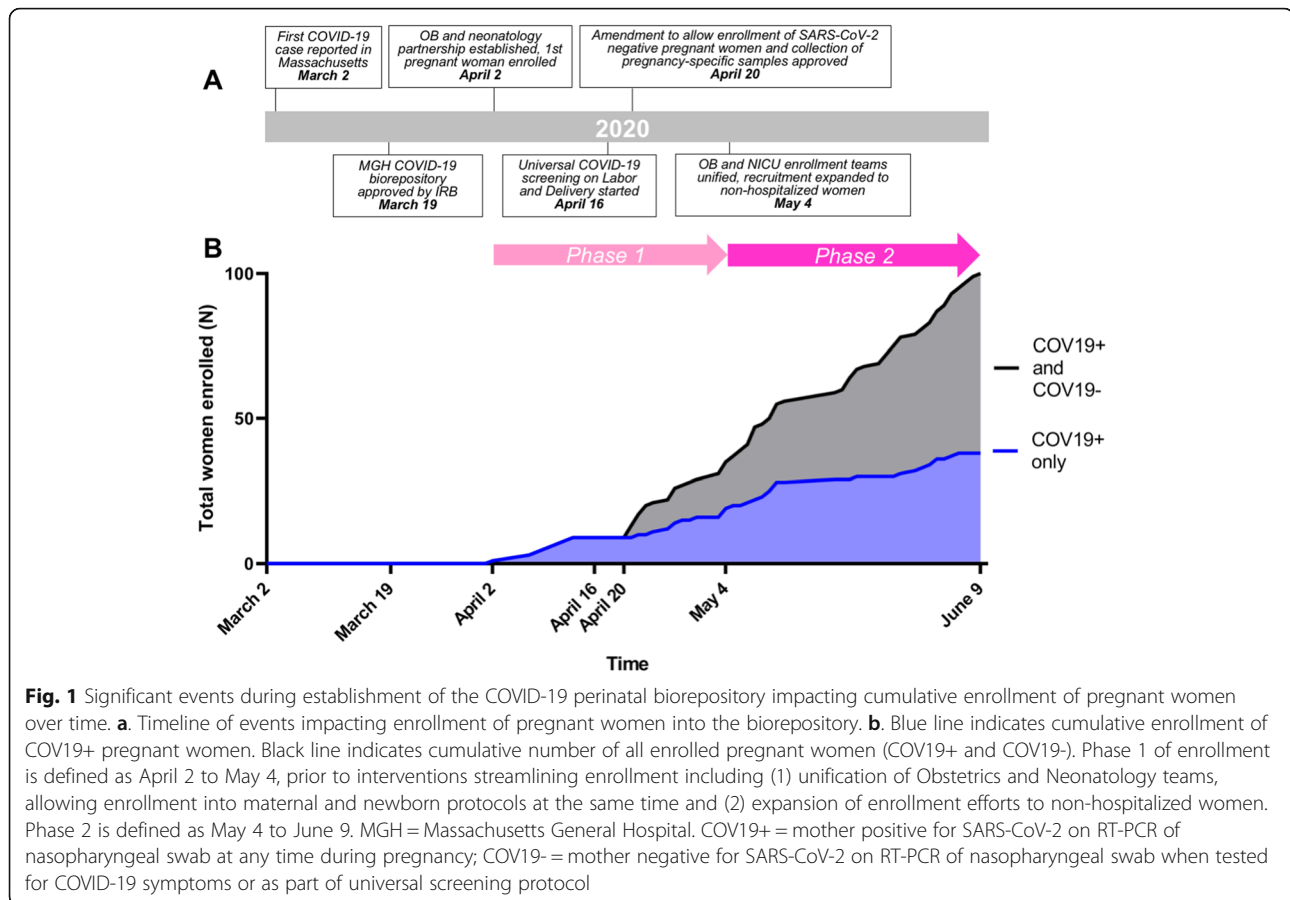 A
First COVID-19
case reported in
Massachusetts
March 2
OB and neonatology
partnership established, 1st
pregnant woman enrolled
April 2
Amendment to allow enrollment of SARS-CoV-2
negative pregnant women and collection of
pregnancy-specific samples approved
April 20
2020
MGH COVID-19
biorepository
approved by IRB
March 19
Universal COVID-19
screening on Labor
and Delivery started
April 16
OB and NICU enrollment teams
unified, recruitment expanded to
non-hospitalized women
May 4
B
Phase 1
Phase 2
Total women enrolled (N)
100
50
0
March 2
March 19
April 2
April 16
April 20
May 4
June 9
Time
COV19+
and
COV19-
COV19+
only
Fig. 1 Significant events during establishment of the COVID-19 perinatal biorepository impacting cumulative enrollment of pregnant women
over time. a. Timeline of events impacting enrollment of pregnant women into the biorepository. b. Blue line indicates cumulative enrollment of
COV19+ pregnant women. Black line indicates cumulative number of all enrolled pregnant women (COV19+ and COV19-). Phase 1 of enrollment
is defined as April 2 to May 4, prior to interventions streamlining enrollment including (1) unification of Obstetrics and Neonatology teams,
allowing enrollment into maternal and newborn protocols at the same time and (2) expansion of enrollment efforts to non-hospitalized women.
Phase 2 is defined as May 4 to June 9. MGH = Massachusetts General Hospital. COV19+ = mother positive for SARS-CoV-2 on RT-PCR of
nasopharyngeal swab at any time during pregnancy; COV19- = mother negative for SARS-CoV-2 on RT-PCR of nasopharyngeal swab when tested
for COVID-19 symptoms or as part of universal screening protocol